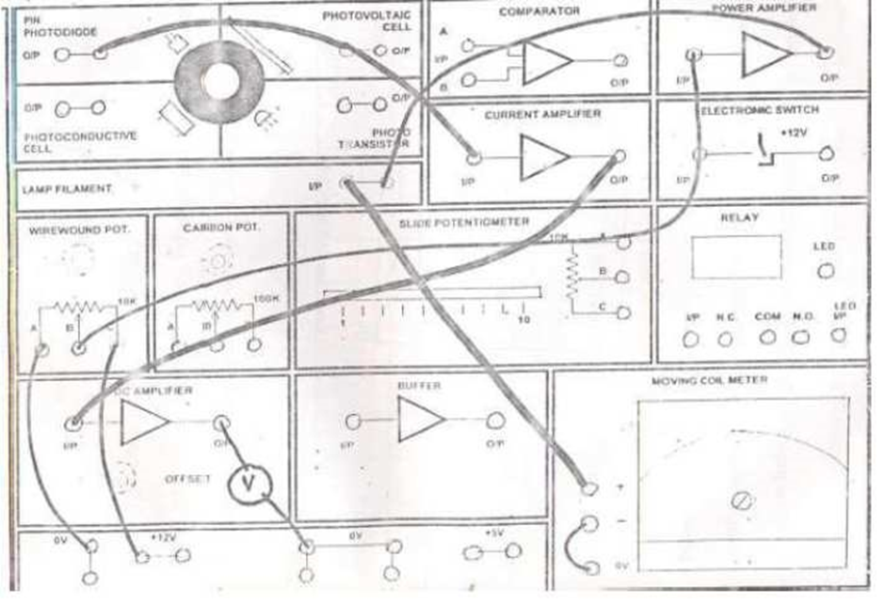 PIN
PHOTODIODE
O/P
PHOTOVOLTAIC
CELL
O/P
COMPARATOR
A
I/P
B
O/P
POWER AMPLIFIER
I/P
O/P
O/P
PHOTOCONDUCTIVE
CELL
O/P
PHOTO
TRANSISTOR
CURRENT AMPLIFIER
I/P
O/P
ELECTRONIC SWITCH
+12V
I/P
O/P
LAMP FILAMENT
I/P
WIREWOUND POT.
10K
A
B
CARBON POT.
100K
A
B
SLIDE POTENTIOMETER
10K
A
B
C
1
10
RELAY
LED
I/P
N.C.
COM
N.O.
LED
I/P
DC AMPLIFIER
I/P
O/P
OFFSET
V
BUFFER
I/P
O/P
MOVING COIL METER
+
−
0V
0V
+12V
0V
+5V